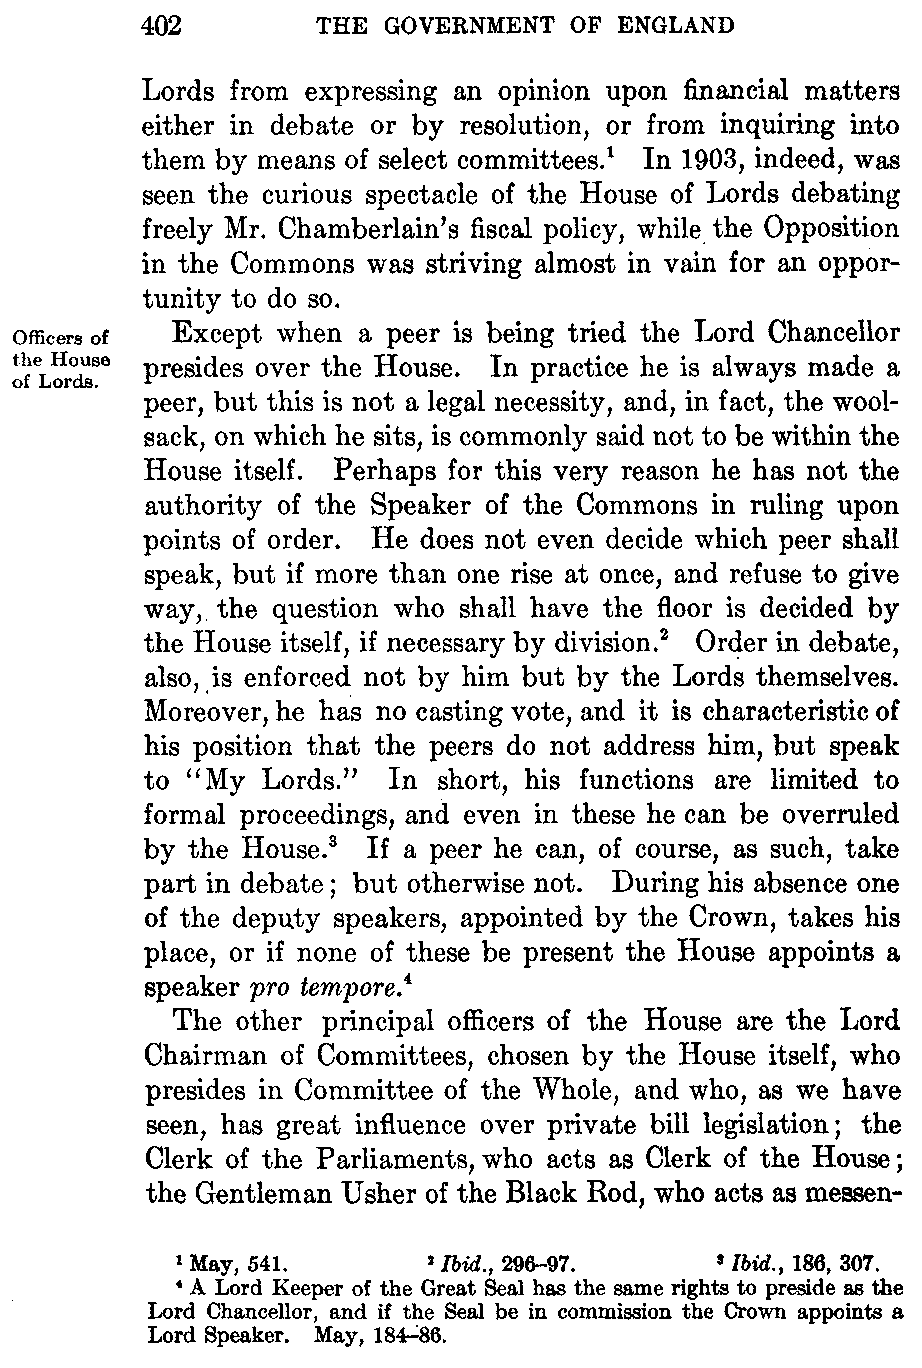 402 THE GOVERNMENT OF ENGLAND
Lords from expressing an opinion upon financial matters
either in debate or by resolution, or from inquiring into
them by means of select committees.¹ In 1903, indeed, was
seen the curious spectacle of the House of Lords debating
freely Mr. Chamberlain's fiscal policy, while the Opposition
in the Commons was striving almost in vain for an oppor-
tunity to do so.
Officers of
the House
of Lords.
Except when a peer is being tried the Lord Chancellor
presides over the House. In practice he is always made a
peer, but this is not a legal necessity, and, in fact, the wool-
sack, on which he sits, is commonly said not to be within the
House itself. Perhaps for this very reason he has not the
authority of the Speaker of the Commons in ruling upon
points of order. He does not even decide which peer shall
speak, but if more than one rise at once, and refuse to give
way, the question who shall have the floor is decided by
the House itself, if necessary by division.² Order in debate,
also, is enforced not by him but by the Lords themselves.
Moreover, he has no casting vote, and it is characteristic of
his position that the peers do not address him, but speak
to "My Lords." In short, his functions are limited to
formal proceedings, and even in these he can be overruled
by the House.³ If a peer he can, of course, as such, take
part in debate; but otherwise not. During his absence one
of the deputy speakers, appointed by the Crown, takes his
place, or if none of these be present the House appoints a
speaker pro tempore.⁴
The other principal officers of the House are the Lord
Chairman of Committees, chosen by the House itself, who
presides in Committee of the Whole, and who, as we have
seen, has great influence over private bill legislation; the
Clerk of the Parliaments, who acts as Clerk of the House;
the Gentleman Usher of the Black Rod, who acts as messen-
¹ May, 541. ² Ibid., 296-97. ³ Ibid., 186, 307.
⁴ A Lord Keeper of the Great Seal has the same rights to preside as the
Lord Chancellor, and if the Seal be in commission the Crown appoints a
Lord Speaker. May, 184-86.